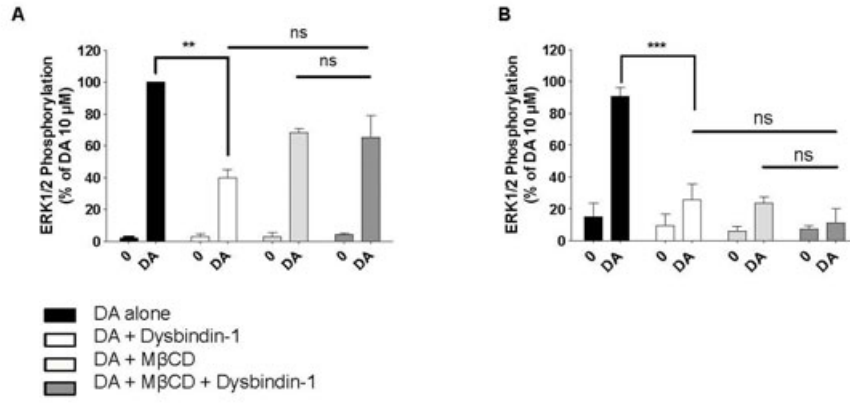 A
B
ERK1/2 Phosphorylation
(% of DA 10 µM)
120
100
80
60
40
20
0
**
ns
ns
0
DA
0
DA
0
DA
0
DA
ERK1/2 Phosphorylation
(% of DA 10 µM)
120
100
80
60
40
20
0
***
ns
ns
0
DA
0
DA
0
DA
0
DA
DA alone
DA + Dysbindin-1
DA + MβCD
DA + MβCD + Dysbindin-1